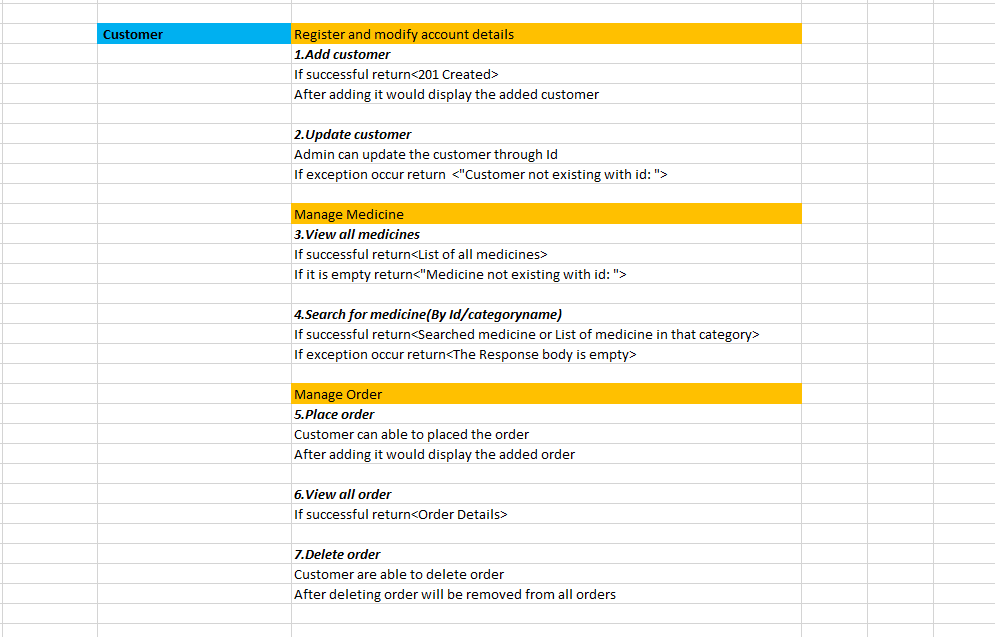 Customer Register and modify account details
1.Add customer
If successful return<201 Created>
After adding it would display the added customer
2.Update customer
Admin can update the customer through Id
If exception occur return  <"Customer not existing with id: ">
Manage Medicine
3.View all medicines
If successful return<List of all medicines>
If it is empty return<"Medicine not existing with id: ">
4.Search for medicine(By Id/categoryname)
If successful return<Searched medicine or List of medicine in that category>
If exception occur return<The Response body is empty>
Manage Order
5.Place order
Customer can able to placed the order
After adding it would display the added order
6.View all order
If successful return<Order Details>
7.Delete order
Customer are able to delete order
After deleting order will be removed from all orders